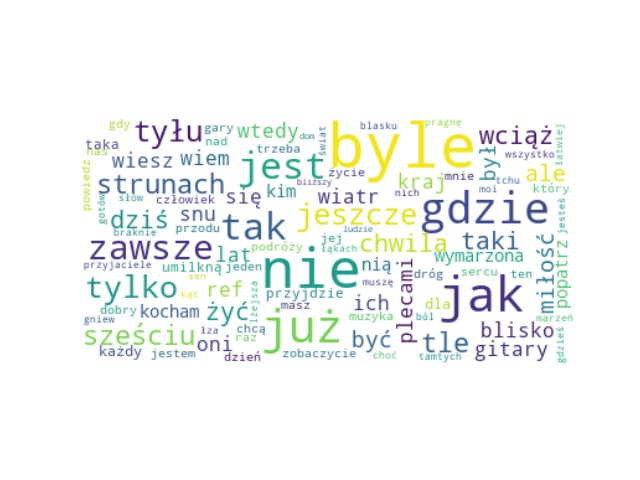 gdy tyłu gary wtedy dom świat byle blasku pragnę wciąż łatwiej
taka nas nad trzeba był wszystko
powiedz wiesz wiem jest bliższy życie kraj mnie tchu ale
strunach człowiek się kim wiatr nich moi który
gotów słów snu jeszcze gdzie jesteś
dziś braknie przodu tak ludzie
zawsze lat podróży jej łąkach chwila taki
przyjaciele umilkną jeden nie nią wymarzona miłość popatrz
sen muszę plecami dróg sercu ten
tylko kąt ref lżejsza przyjdzie ich dla jak
dobry kocham żyć masz muzyka ból marzeń
gniew łza chcą już
sześciu oni raz być tle blisko
każdy jestem dzień zobaczycie choć tamtych gitary gdzieś